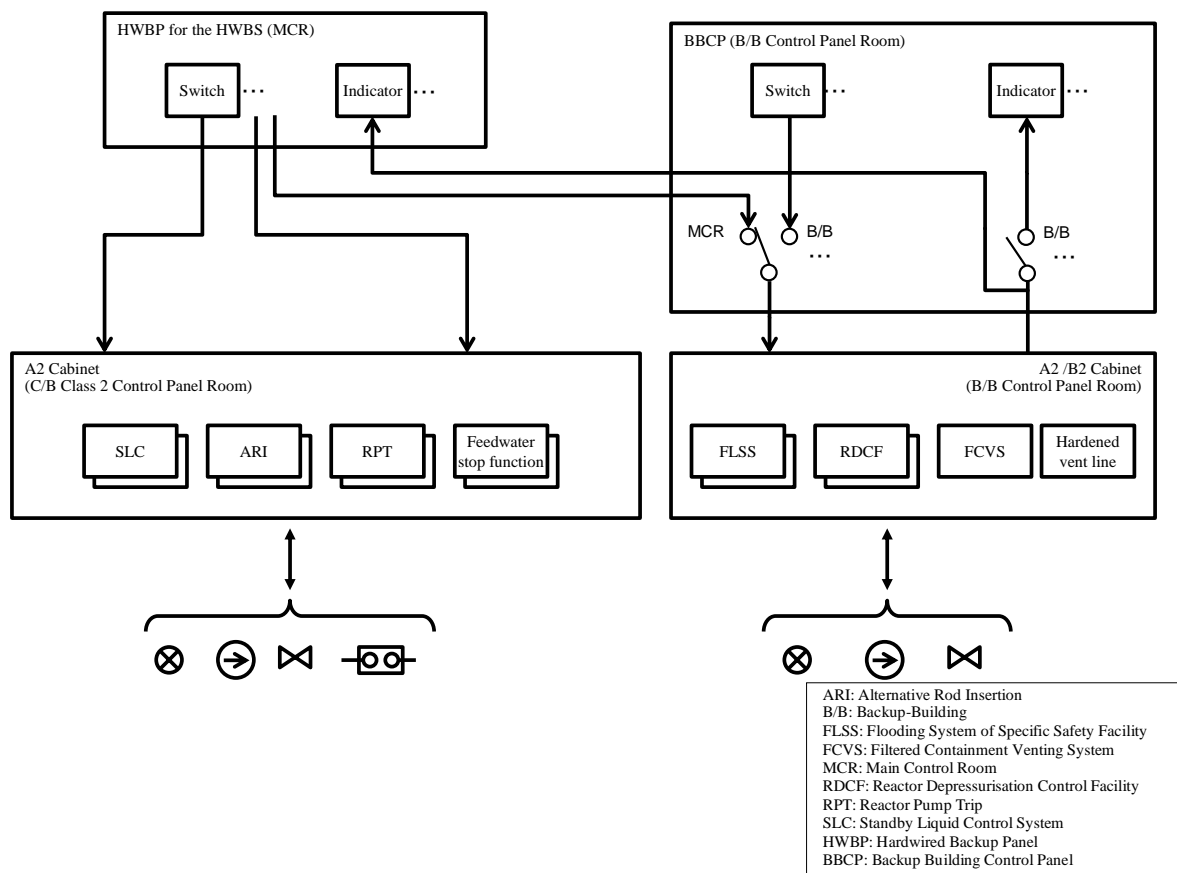 HWBP for the HWBS (MCR)
Switch
...
Indicator
...
BBCP (B/B Control Panel Room)
Switch
...
Indicator
...
MCR
B/B
...
B/B
...
A2 Cabinet
(C/B Class 2 Control Panel Room)
SLC
ARI
RPT
Feedwater
stop function
A2 /B2 Cabinet
(B/B Control Panel Room)
FLSS
RDCF
FCVS
Hardened
vent line
ARI: Alternative Rod Insertion
B/B: Backup-Building
FLSS: Flooding System of Specific Safety Facility
FCVS: Filtered Containment Venting System
MCR: Main Control Room
RDCF: Reactor Depressurisation Control Facility
RPT: Reactor Pump Trip
SLC: Standby Liquid Control System
HWBP: Hardwired Backup Panel
BBCP: Backup Building Control Panel